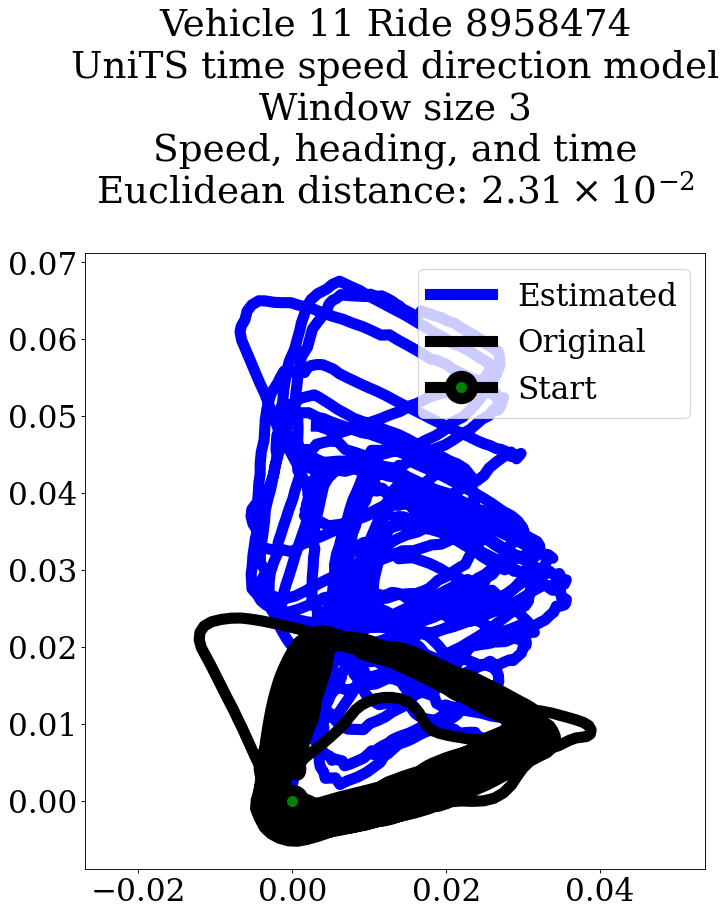 Vehicle 11 Ride 8958474
UniTS time speed direction model
Window size 3
Speed, heading, and time
Euclidean distance: 2.31 × 10⁻²
0.07
0.06
0.05
0.04
0.03
0.02
0.01
0.00
Estimated
Original
Start
−0.02 0.00 0.02 0.04